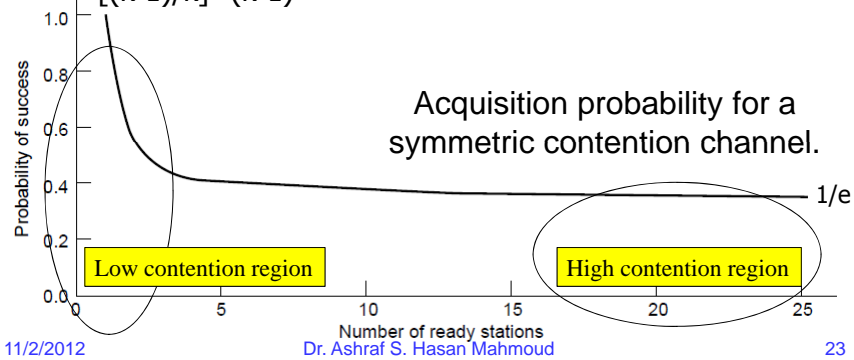 1.0
0.8
0.6
0.4
0.2
0.0
Probability of success
Acquisition probability for a
symmetric contention channel.
1/e
Low contention region
High contention region
0 5 10 15 20 25
Number of ready stations
11/2/2012 Dr. Ashraf S. Hasan Mahmoud 23